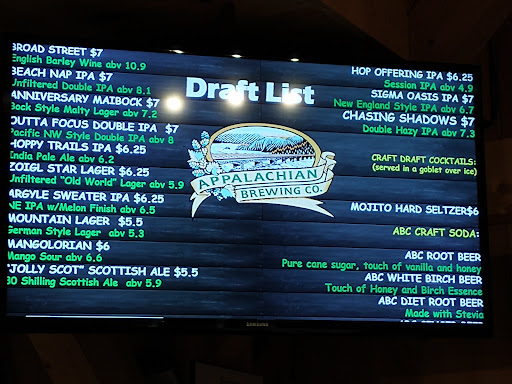 BROAD STREET $7
English Barley Wine abv 10.9
BEACH NAP IPA $7
Unfiltered Double IPA abv 8.1
ANNIVERSARY MAIBOCK $7
Bock Style Malty Lager abv 7.2
OUTTA FOCUS DOUBLE IPA $7
Pacific NW Style Double IPA abv 8
HOPPY TRAILS IPA $6.25
India Pale Ale abv 6.2
ZOIGL STAR LAGER $6.25
Unfiltered "Old World" Lager abv 5.9
ARGYLE SWEATER IPA $6.25
NE IPA w/Melon Finish abv 6.5
MOUNTAIN LAGER $5.5
German Style Lager abv 5.3
MANGOLORIAN $6
Mango Sour abv 6.6
"JOLLY SCOT" SCOTTISH ALE $5.5
80 Shilling Scottish Ale abv 5.9
Draft List
APPALACHIAN
BREWING CO.
HOP OFFERING IPA $6.25
Session IPA abv 4.9
SIGMA OASIS IPA $7
New England Style IPA abv 6.7
CHASING SHADOWS $7
Double Hazy IPA abv 7.3
CRAFT DRAFT COCKTAILS:
(served in a goblet over ice)
MOJITO HARD SELTZER$6
ABC CRAFT SODA:
ABC ROOT BEER
Pure cane sugar, touch of vanilla and honey
ABC WHITE BIRCH BEER
Touch of Honey and Birch Essence
ABC DIET ROOT BEER
Made with Stevia
SAMSUNG